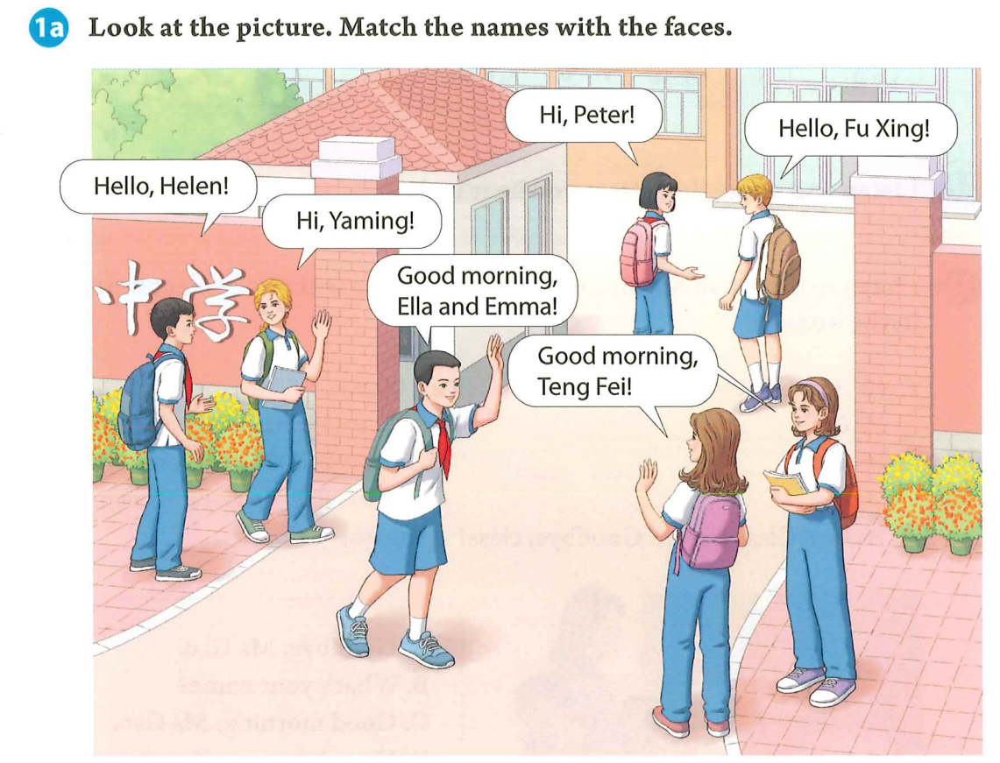 1a Look at the picture. Match the names with the faces.
Hi, Peter!
Hello, Fu Xing!
Hello, Helen!
Hi, Yaming!
Good morning,
Ella and Emma!
Good morning,
Teng Fei!
中学